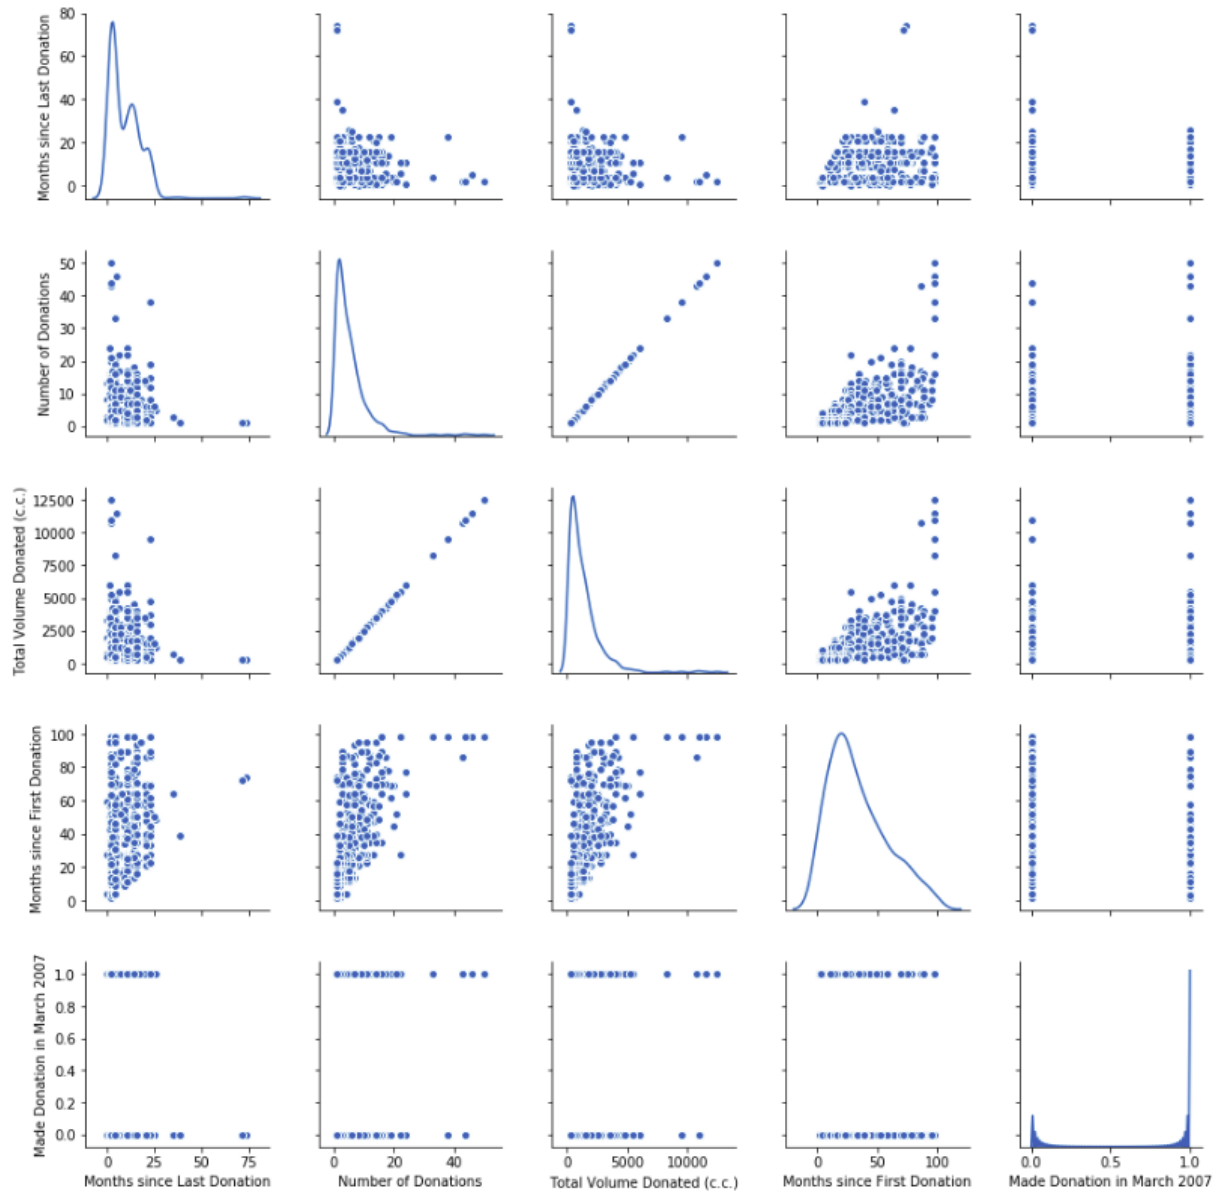 80
60
40
20
0
Months since Last Donation
50
40
30
20
10
0
Number of Donations
12500
10000
7500
5000
2500
0
Total Volume Donated (c.c.)
100
80
60
40
20
0
Months since First Donation
1.0
0.8
0.6
0.4
0.2
0.0
Made Donation in March 2007
0 25 50 75
0 20 40
0 5000 10000
0 50 100
0.0 0.5 1.0
Months since Last Donation
Number of Donations
Total Volume Donated (c.c.)
Months since First Donation
Made Donation in March 2007